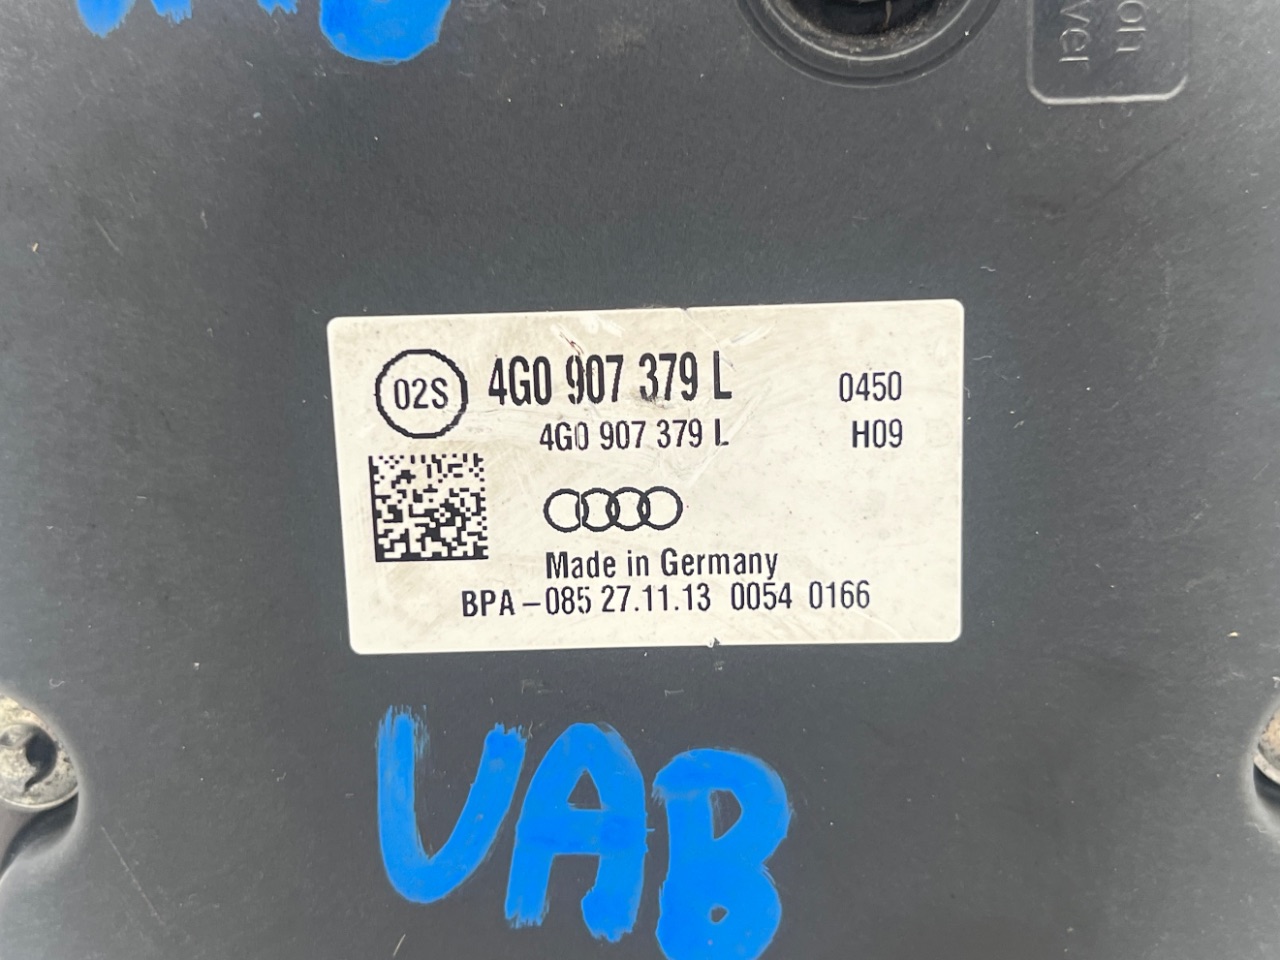 02S 4G0 907 379 L 0450
4G0 907 379 L H09
Made in Germany
BPA-085 27.11.13 0054 0166
VAB